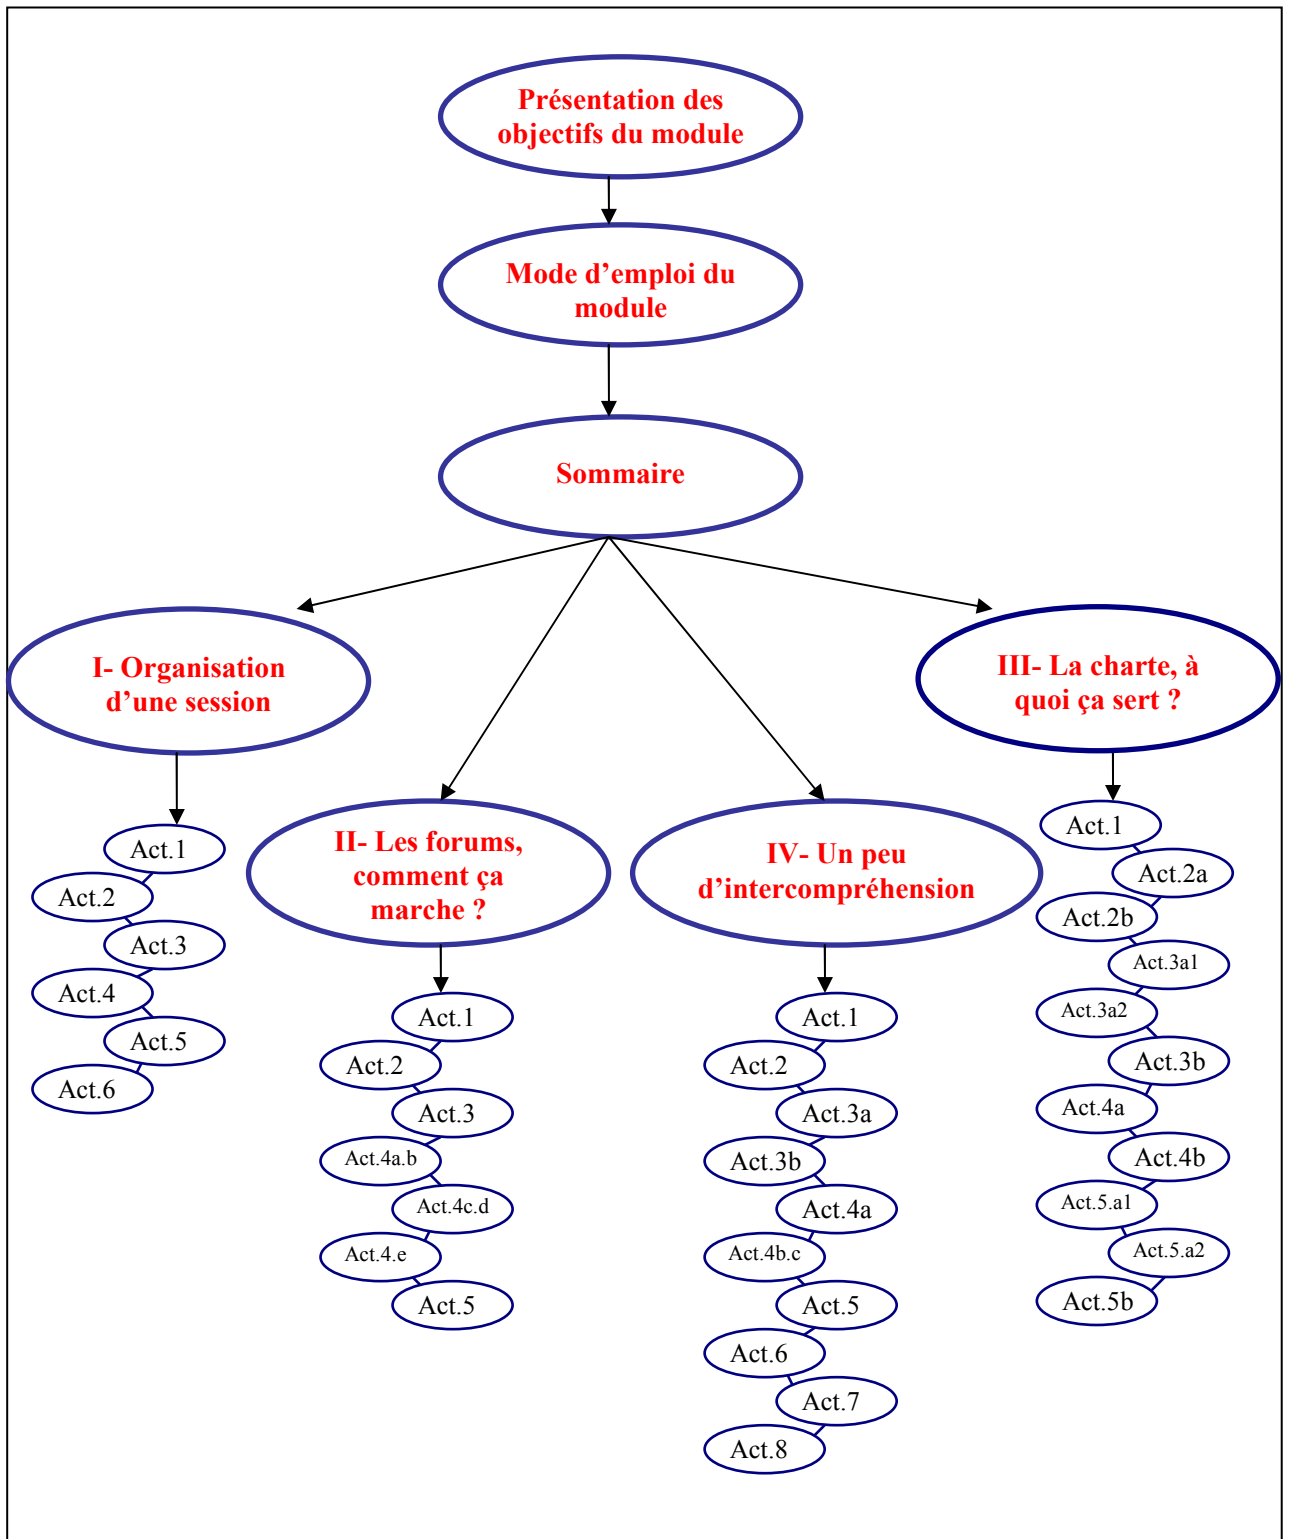 Présentation des
objectifs du module
Mode d’emploi du
module
Sommaire
I- Organisation
d’une session
Act.1
Act.2
Act.3
Act.4
Act.5
Act.6
II- Les forums,
comment ça
marche ?
Act.1
Act.2
Act.3
Act.4a.b
Act.4c.d
Act.4.e
Act.5
IV- Un peu
d’intercompréhension
Act.1
Act.2
Act.3a
Act.3b
Act.4a
Act.4b.c
Act.5
Act.6
Act.7
Act.8
III- La charte, à
quoi ça sert ?
Act.1
Act.2a
Act.2b
Act.3a1
Act.3a2
Act.3b
Act.4a
Act.4b
Act.5.a1
Act.5.a2
Act.5b